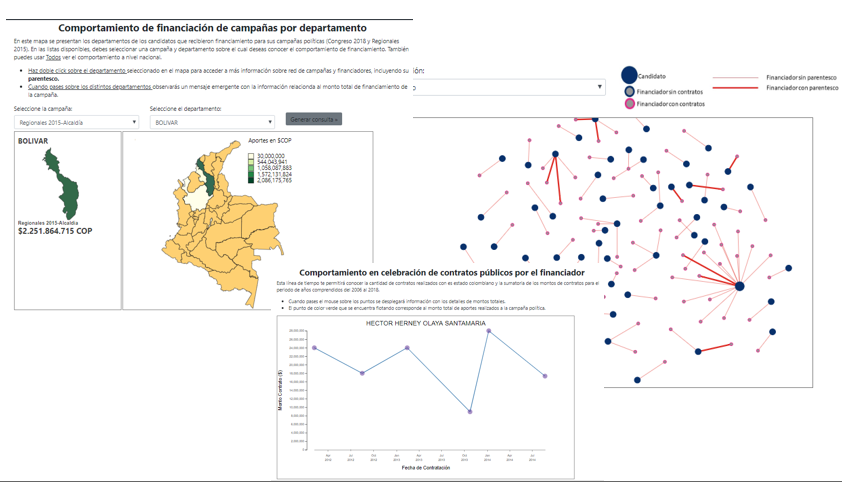 Comportamiento de financiación de campañas por departamento
En este mapa se presentan los departamentos de los candidatos que recibieron financiamiento para sus campañas políticas (Congreso 2018 y Regionales
2015). En las listas disponibles, debes seleccionar una campaña y departamento sobre el cual deseas conocer el comportamiento de financiamiento. También
puedes usar Todos ver el comportamiento a nivel nacional.
Haz doble click sobre el departamento seleccionado en el mapa para acceder a más información sobre red de campañas y financiadores, incluyendo su
parentesco.
Cuando pases sobre los distintos departamentos observarás un mensaje emergente con la información relacionda al monto total de financiamiento de
la campaña.
Seleccione la campaña:
Seleccione el departamento:
Regionales 2015-Alcaldía
BOLIVAR
Generar consulta »
BOLIVAR
Regionales 2015-Alcaldía
$2.251.864.715 COP
Aportes en $COP
30,000,000
544,043,941
1,058,087,883
1,572,131,824
2,086,175,765
ión:
o
Candidato
Financiador sin contratos
Financiador con contratos
Financiador sin parentesco
Financiador con parentesco
Comportamiento en celebración de contratos públicos por el financiador
Esta línea de tiempo te permitirá conocer la cantidad de contratos realizados con el estado colombiano y la sumatoria de los montos de contratos para el
periodo de años comprendidos del 2006 al 2018.
Cuando pases el mouse sobre los puntos se desplegará información con los detalles de montos totales.
El punto de color verde que se encuentra flotando corresponde al monto total de aportes realizados a la campaña política.
HECTOR HERNEY OLAYA SANTAMARIA
Monto Contrato ($)
Fecha de Contratación